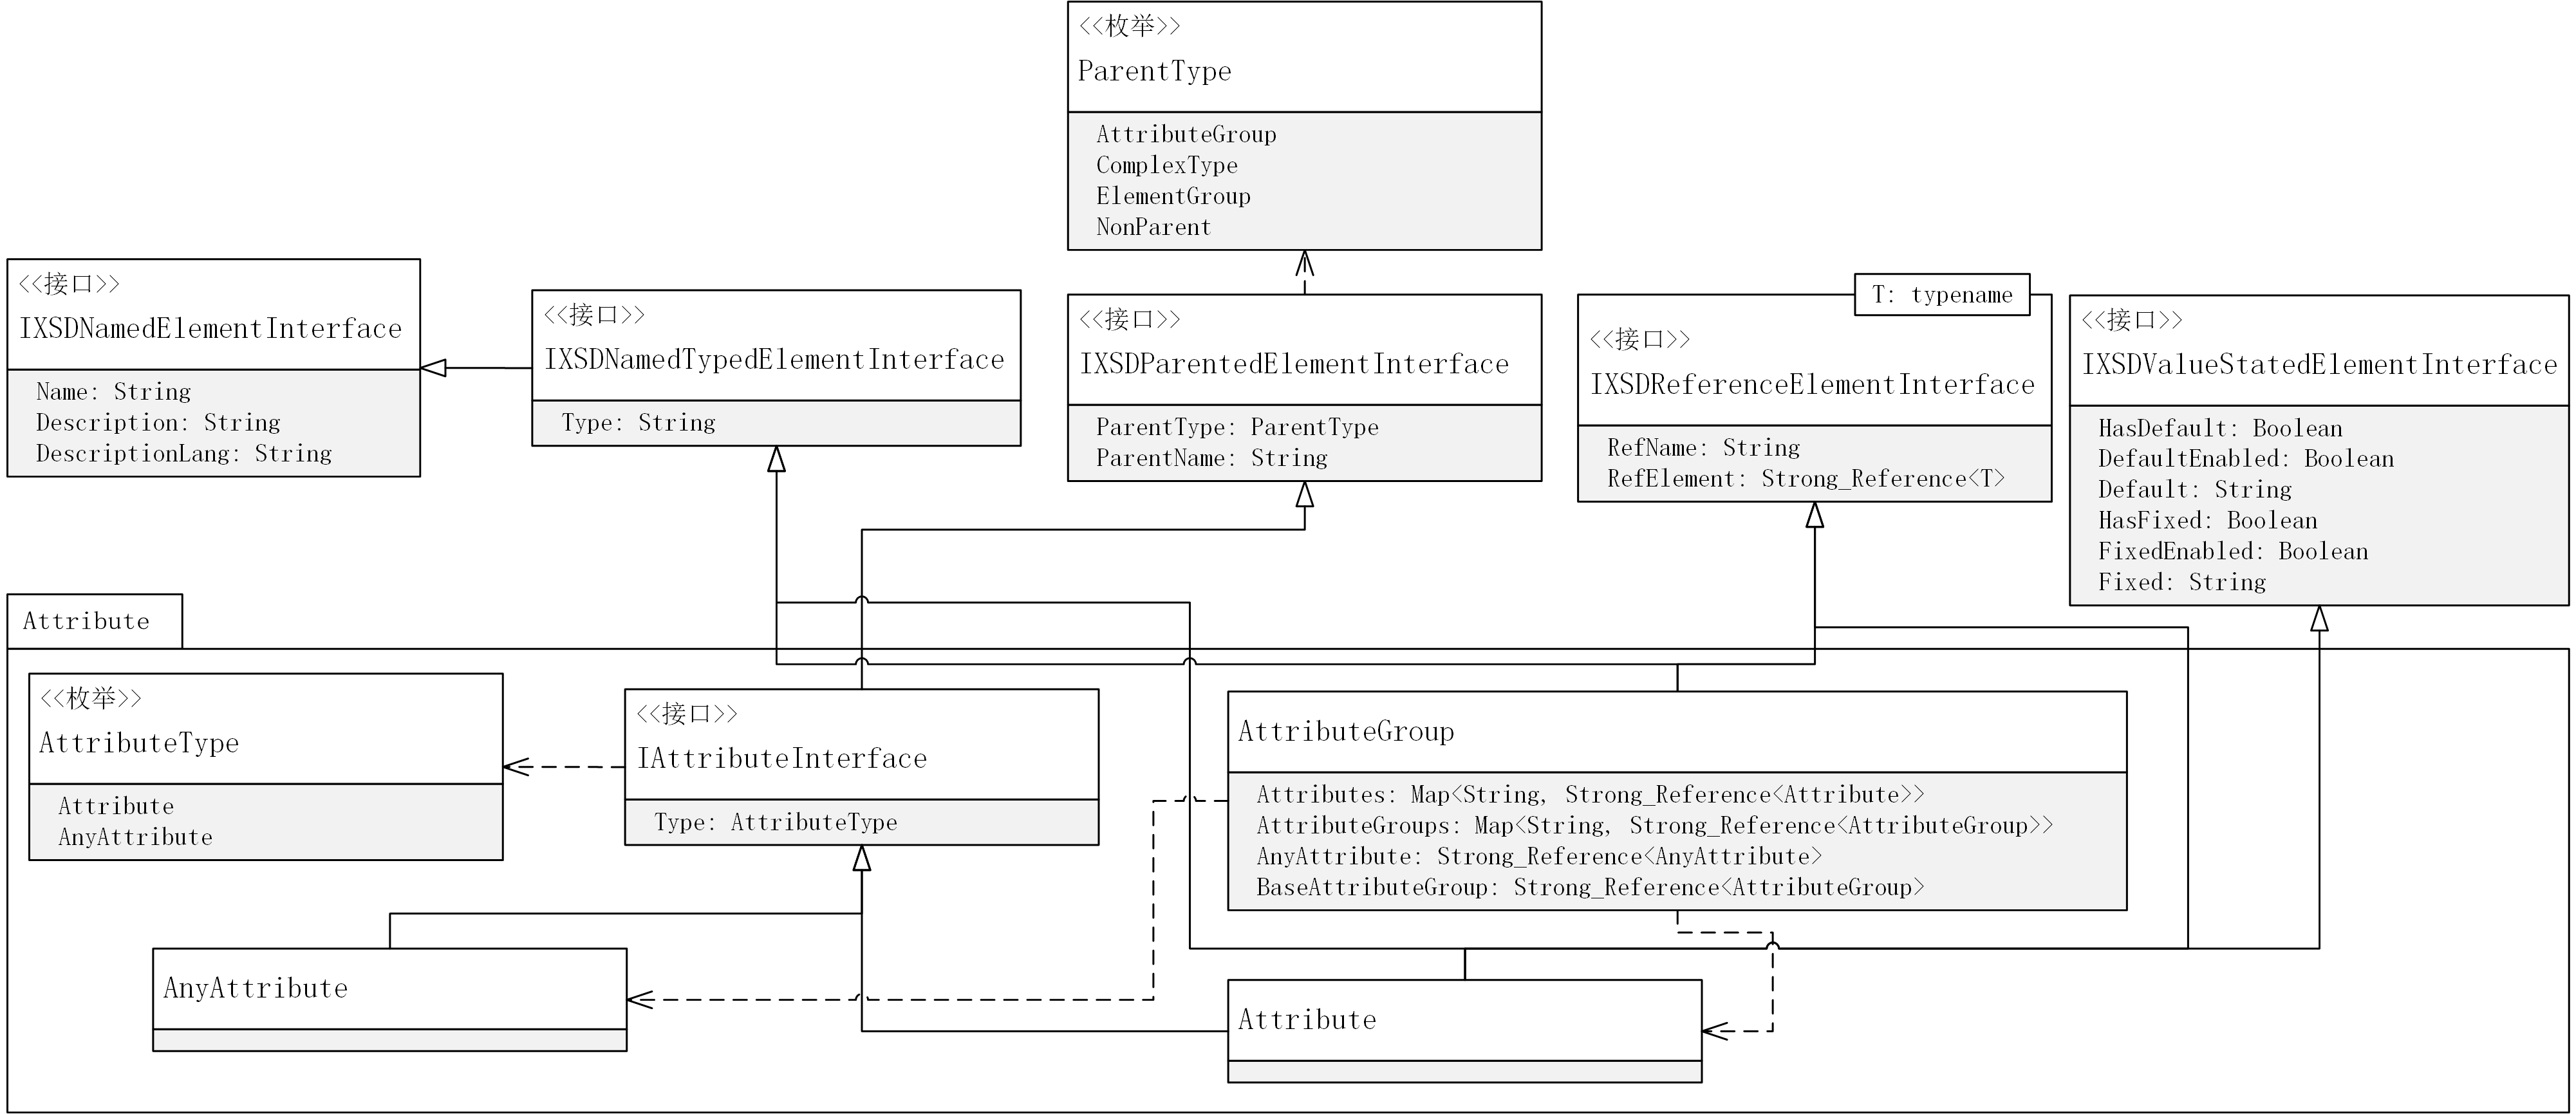 <<枚举>>
ParentType
AttributeGroup
ComplexType
ElementGroup
NonParent
<<接口>>
IXSDNamedElementInterface
Name: String
Description: String
DescriptionLang: String
<<接口>>
IXSDNamedTypedElementInterface
Type: String
<<接口>>
IXSDParentedElementInterface
ParentType: ParentType
ParentName: String
T: typename
<<接口>>
IXSDReferenceElementInterface
RefName: String
RefElement: Strong_Reference<T>
<<接口>>
IXSDValueStatedElementInterface
HasDefault: Boolean
DefaultEnabled: Boolean
Default: String
HasFixed: Boolean
FixedEnabled: Boolean
Fixed: String
Attribute
<<枚举>>
AttributeType
Attribute
AnyAttribute
<<接口>>
IAttributeInterface
Type: AttributeType
AttributeGroup
Attributes: Map<String, Strong_Reference<Attribute>>
AttributeGroups: Map<String, Strong_Reference<AttributeGroup>>
AnyAttribute: Strong_Reference<AnyAttribute>
BaseAttributeGroup: Strong_Reference<AttributeGroup>
AnyAttribute
Attribute